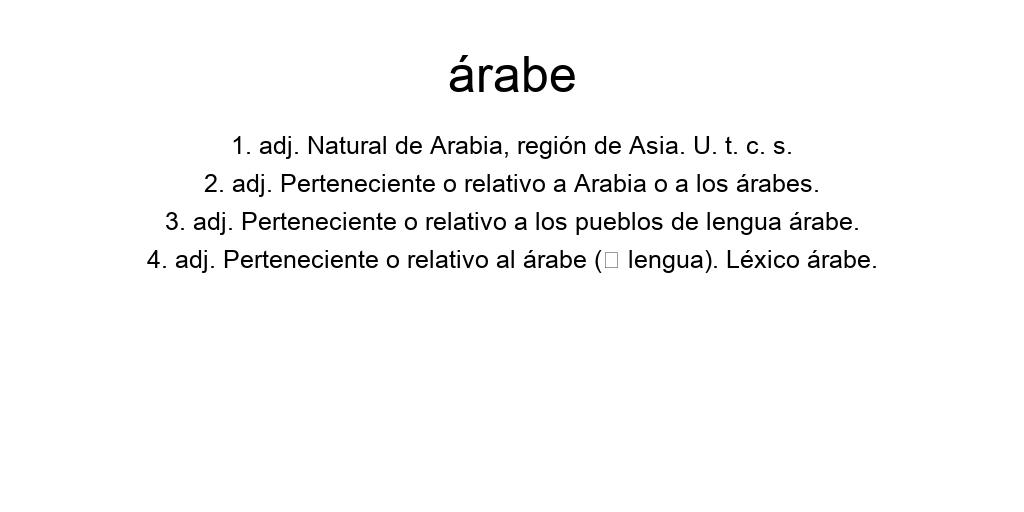 árabe
1. adj. Natural de Arabia, región de Asia. U. t. c. s.
2. adj. Perteneciente o relativo a Arabia o a los árabes.
3. adj. Perteneciente o relativo a los pueblos de lengua árabe.
4. adj. Perteneciente o relativo al árabe (□ lengua). Léxico árabe.